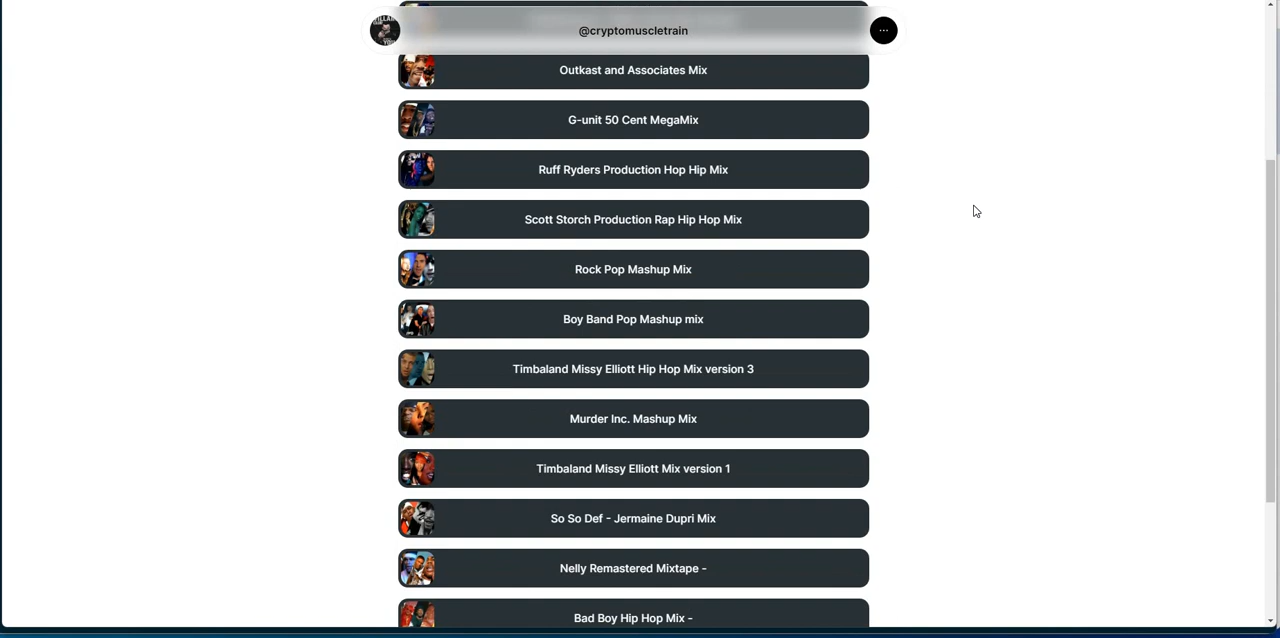 @cryptomuscletrain
...
Outkast and Associates Mix
G-unit 50 Cent MegaMix
Ruff Ryders Production Hop Hip Mix
Scott Storch Production Rap Hip Hop Mix
Rock Pop Mashup Mix
Boy Band Pop Mashup mix
Timbaland Missy Elliott Hip Hop Mix version 3
Murder Inc. Mashup Mix
Timbaland Missy Elliott Mix version 1
So So Def - Jermaine Dupri Mix
Nelly Remastered Mixtape -
Bad Boy Hip Hop Mix -